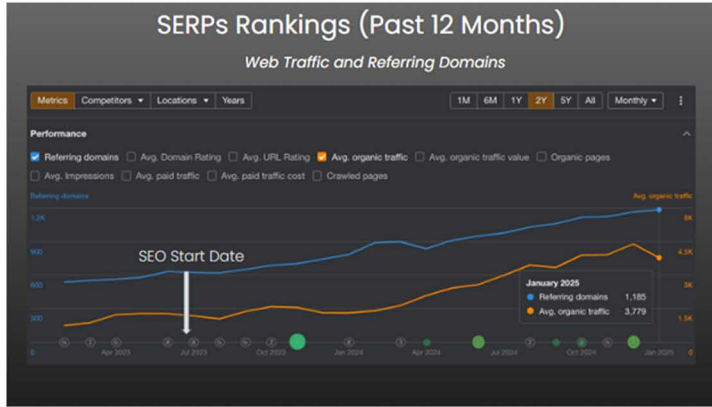 SERPs Rankings (Past 12 Months)
Web Traffic and Referring Domains
Metrics Competitors Locations Years 1M 6M 1Y 2Y 5Y All Monthly
Performance
Referring domains Avg. Domain Rating Avg. URL Rating Avg. organic traffic Avg. organic traffic value Organic pages
Avg. Impressions Avg. paid traffic Avg. paid traffic cost Crawled pages
Referring domains Avg. organic traffic
1.2K 6K
900 4.5K
SEO Start Date
600 3K
January 2025
Referring domains 1,185
Avg. organic traffic 3,779
300 1.5K
0 Apr 2023 Jul 2023 Oct 2023 Jan 2024 Apr 2024 Jul 2024 Oct 2024 Jan 2025 0